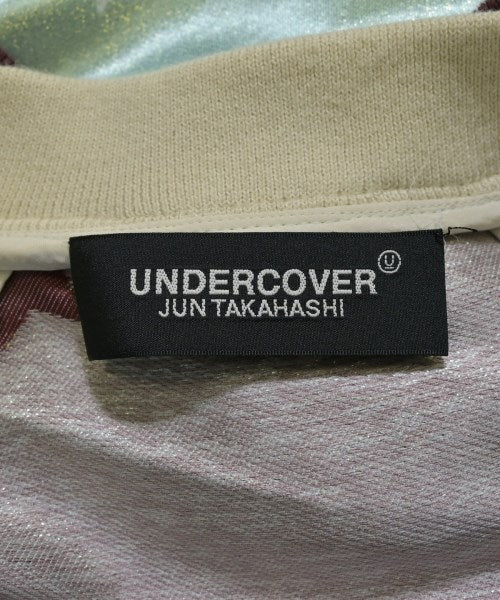 UNDERCOVER Ⓤ
JUN TAKAHASHI